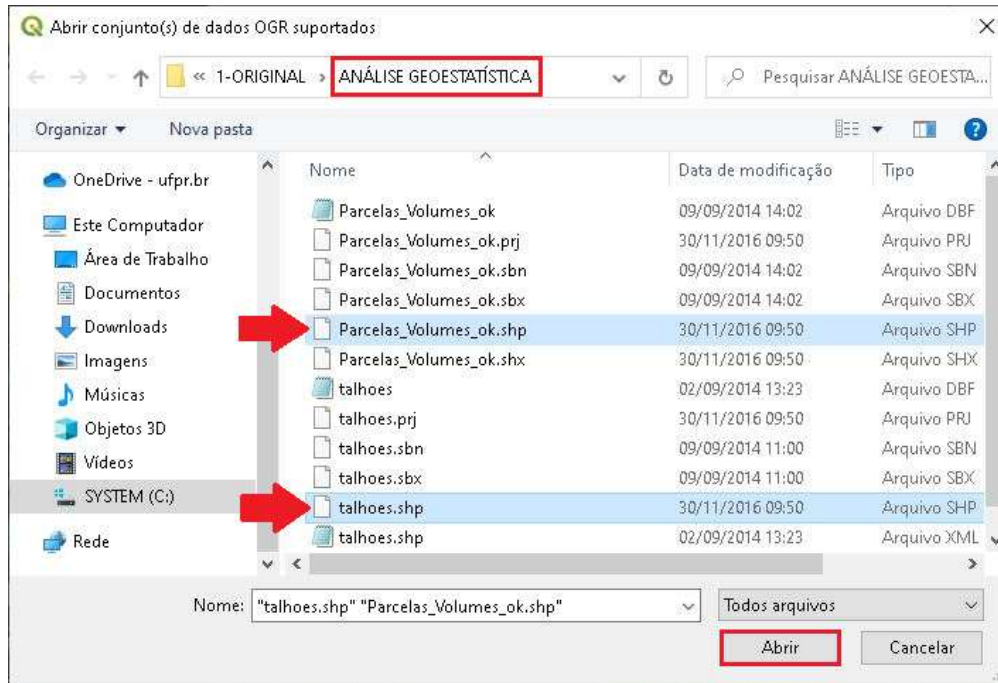 Abrir conjunto(s) de dados OGR suportados
« 1-ORIGINAL › ANÁLISE GEOESTATÍSTICA
Pesquisar ANÁLISE GEOESTA...
Organizar
Nova pasta
Nome Data de modificação Tipo
OneDrive - ufpr.br
Este Computador
Área de Trabalho
Documentos
Downloads
Imagens
Músicas
Objetos 3D
Vídeos
SYSTEM (C:)
Rede
Parcelas_Volumes_ok 09/09/2014 14:02 Arquivo DBF
Parcelas_Volumes_ok.prj 30/11/2016 09:50 Arquivo PRJ
Parcelas_Volumes_ok.sbn 09/09/2014 14:02 Arquivo SBN
Parcelas_Volumes_ok.sbx 09/09/2014 14:02 Arquivo SBX
Parcelas_Volumes_ok.shp 30/11/2016 09:50 Arquivo SHP
Parcelas_Volumes_ok.shx 30/11/2016 09:50 Arquivo SHX
talhoes 02/09/2014 13:23 Arquivo DBF
talhoes.prj 30/11/2016 09:50 Arquivo PRJ
talhoes.sbn 09/09/2014 11:00 Arquivo SBN
talhoes.sbx 09/09/2014 11:00 Arquivo SBX
talhoes.shp 30/11/2016 09:50 Arquivo SHP
talhoes.shp 02/09/2014 13:23 Arquivo XML
Nome: "talhoes.shp" "Parcelas_Volumes_ok.shp"
Todos arquivos
Abrir
Cancelar